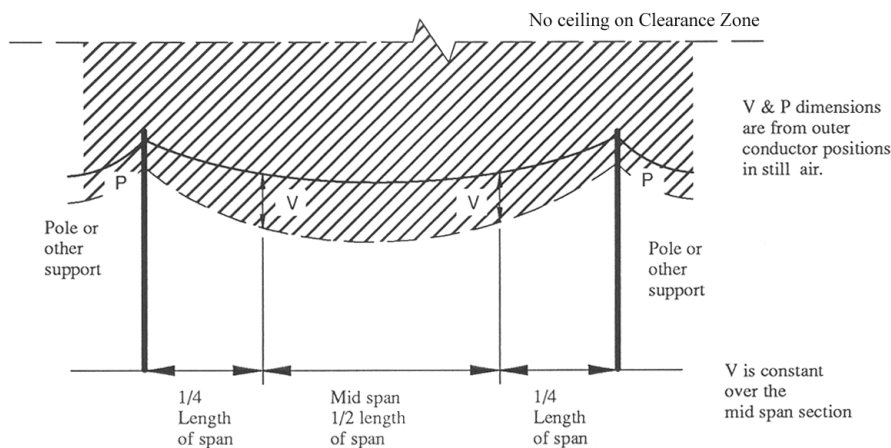 No ceiling on Clearance Zone
V & P dimensions
are from outer
conductor positions
in still air.
P
V
V
P
Pole or
other
support
Pole or
other
support
1/4
Length
of span
Mid span
1/2 length
of span
1/4
Length
of span
V is constant
over the
mid span section